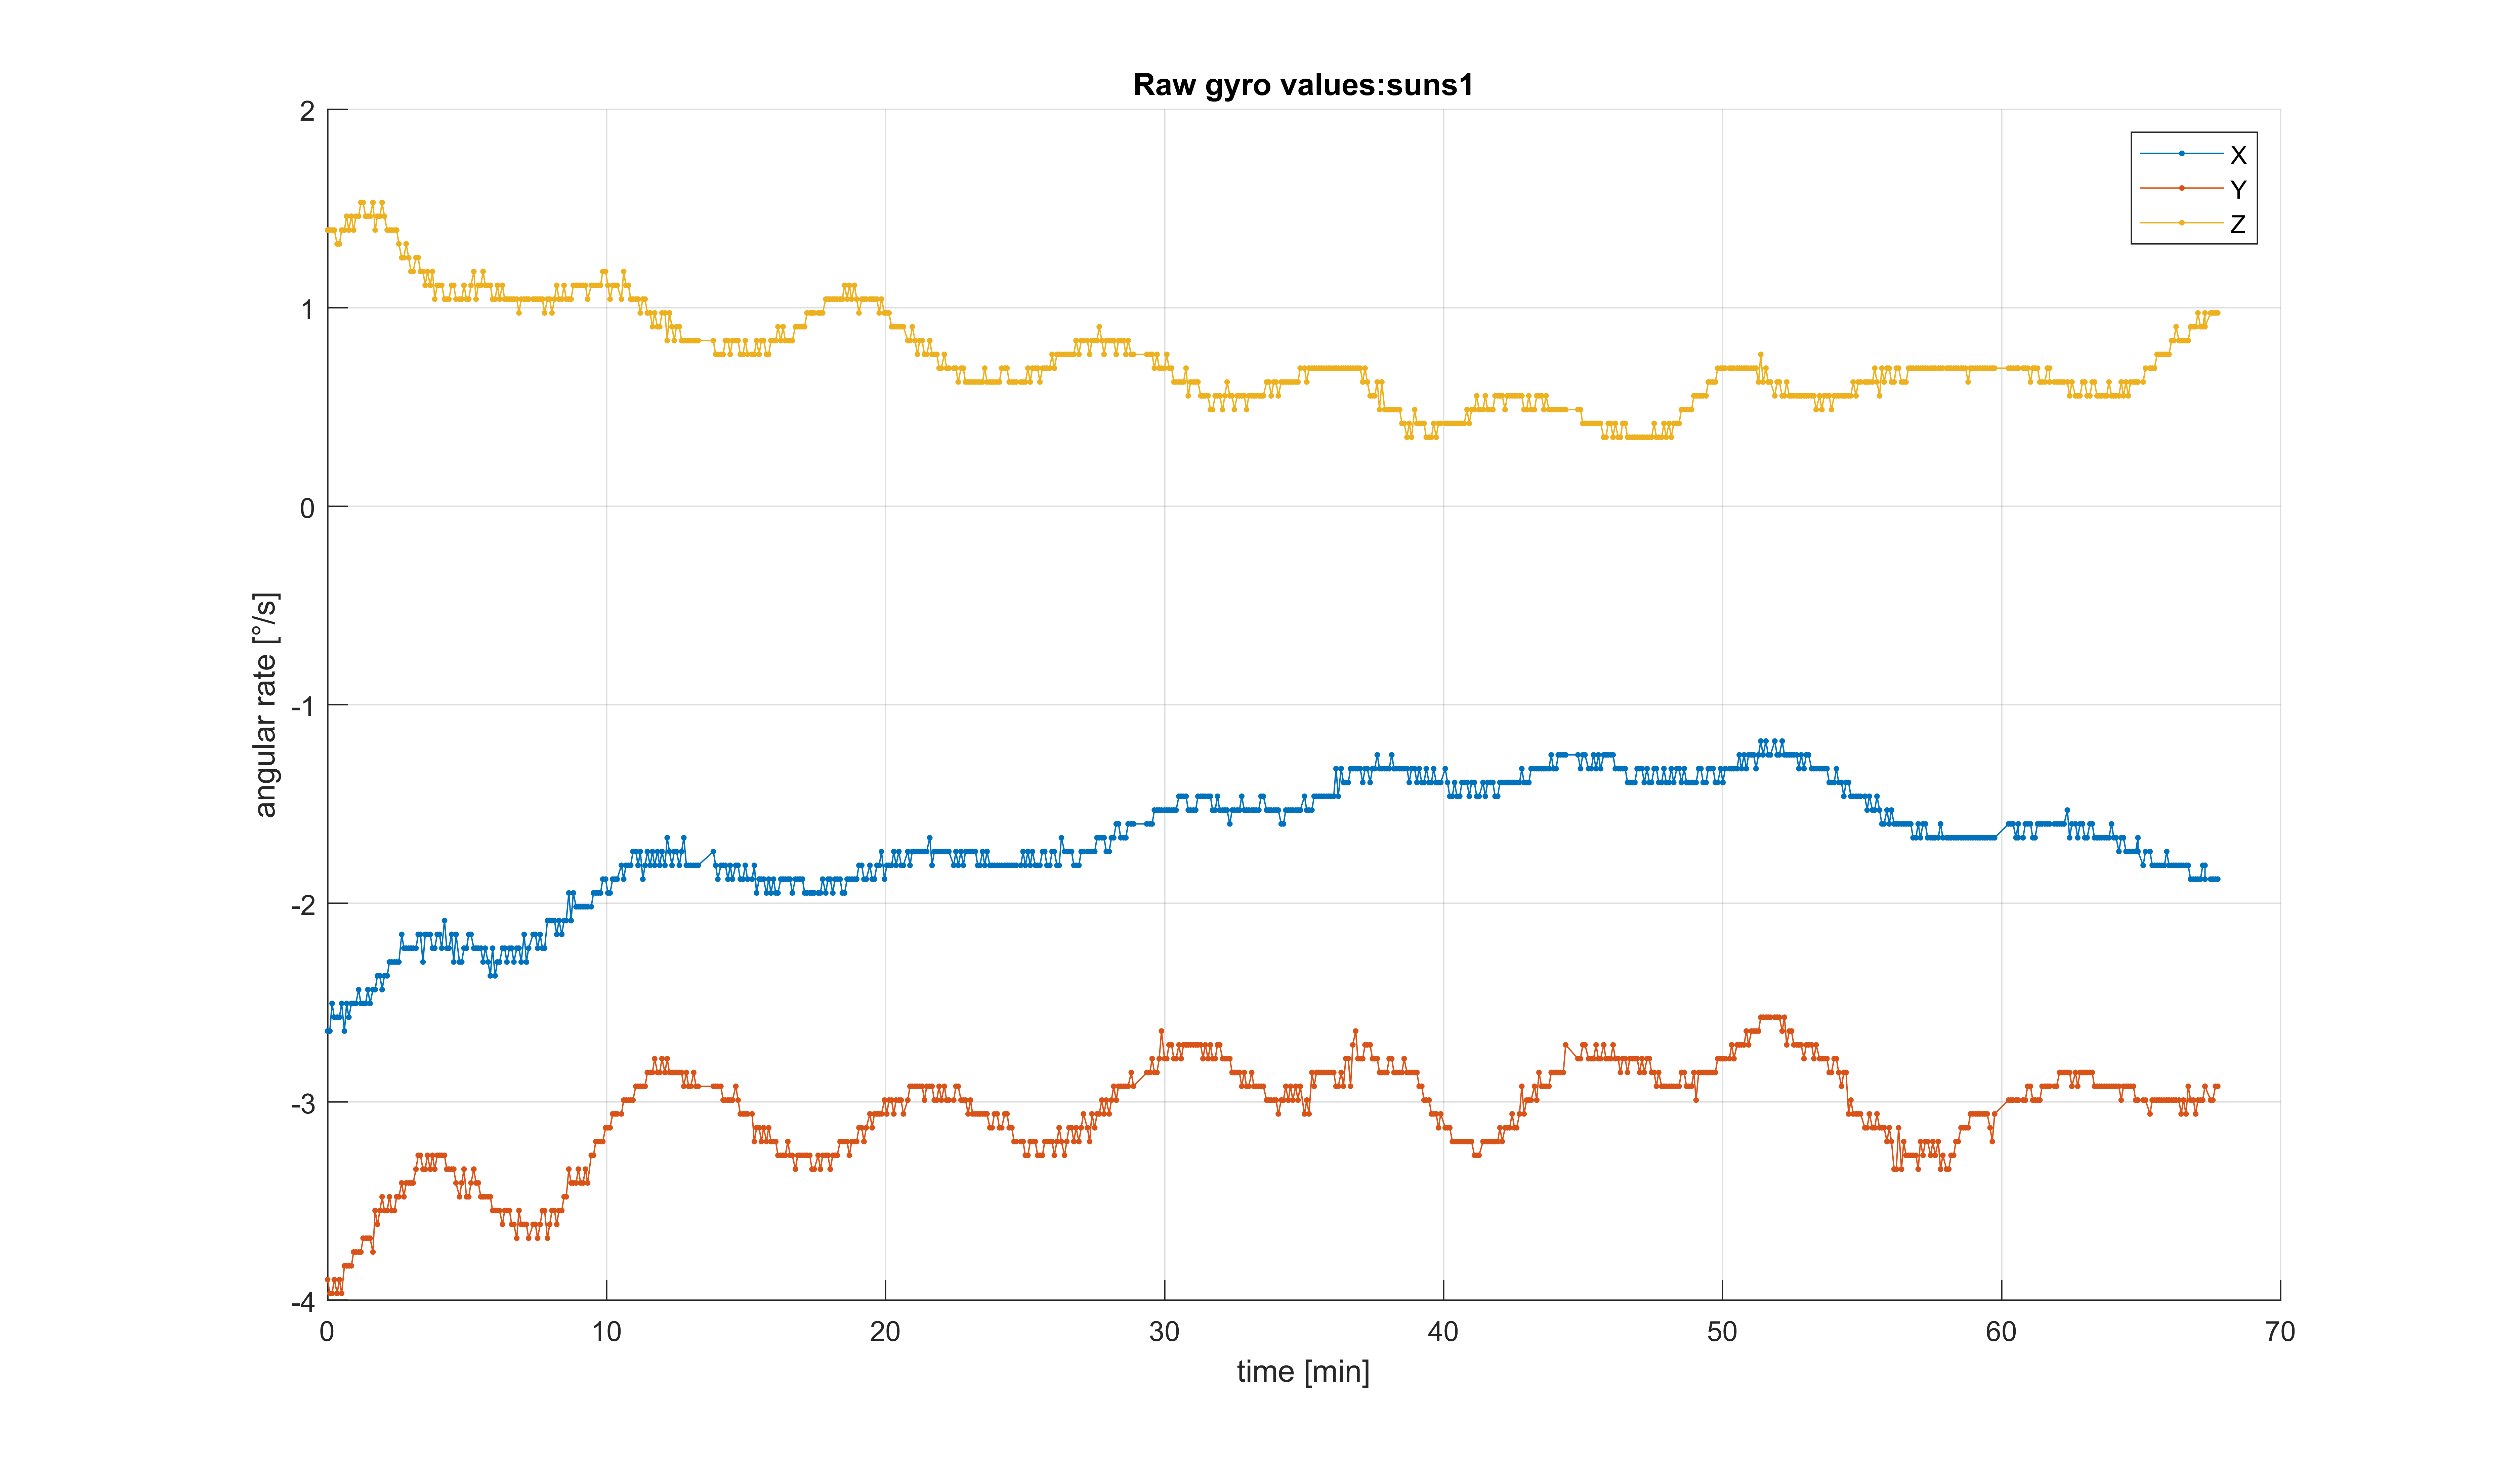 Raw gyro values:suns1
X
Y
Z
2
1
0
-1
-2
-3
-4
angular rate [°/s]
0 10 20 30 40 50 60 70
time [min]